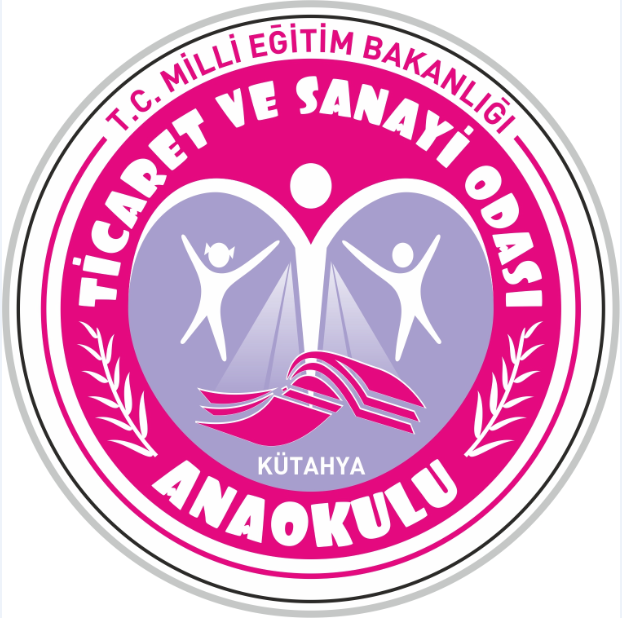 T.C. MİLLİ EĞİTİM BAKANLIĞI
TİCARET VE SANAYİ ODASI
KÜTAHYA
ANAOKULU